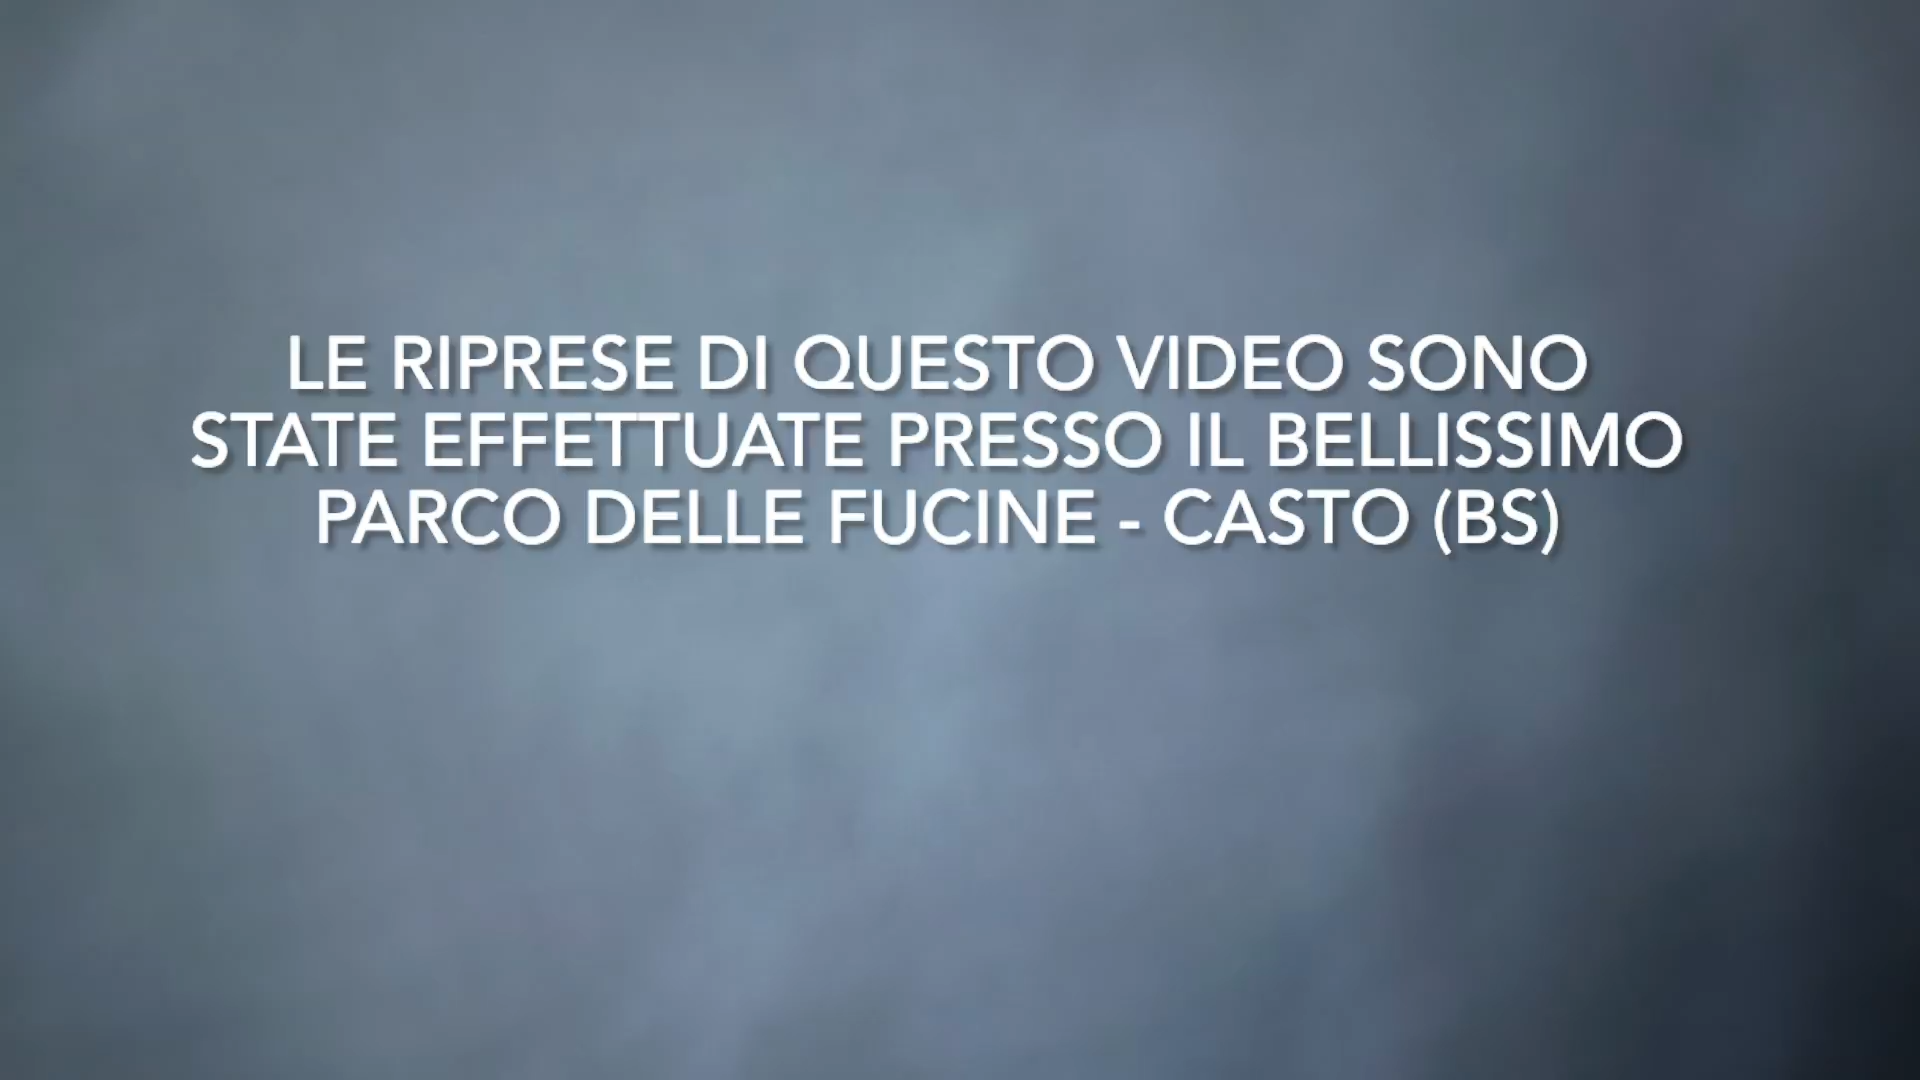 LE RIPRESE DI QUESTO VIDEO SONO
STATE EFFETTUATE PRESSO IL BELLISSIMO
PARCO DELLE FUCINE - CASTO (BS)